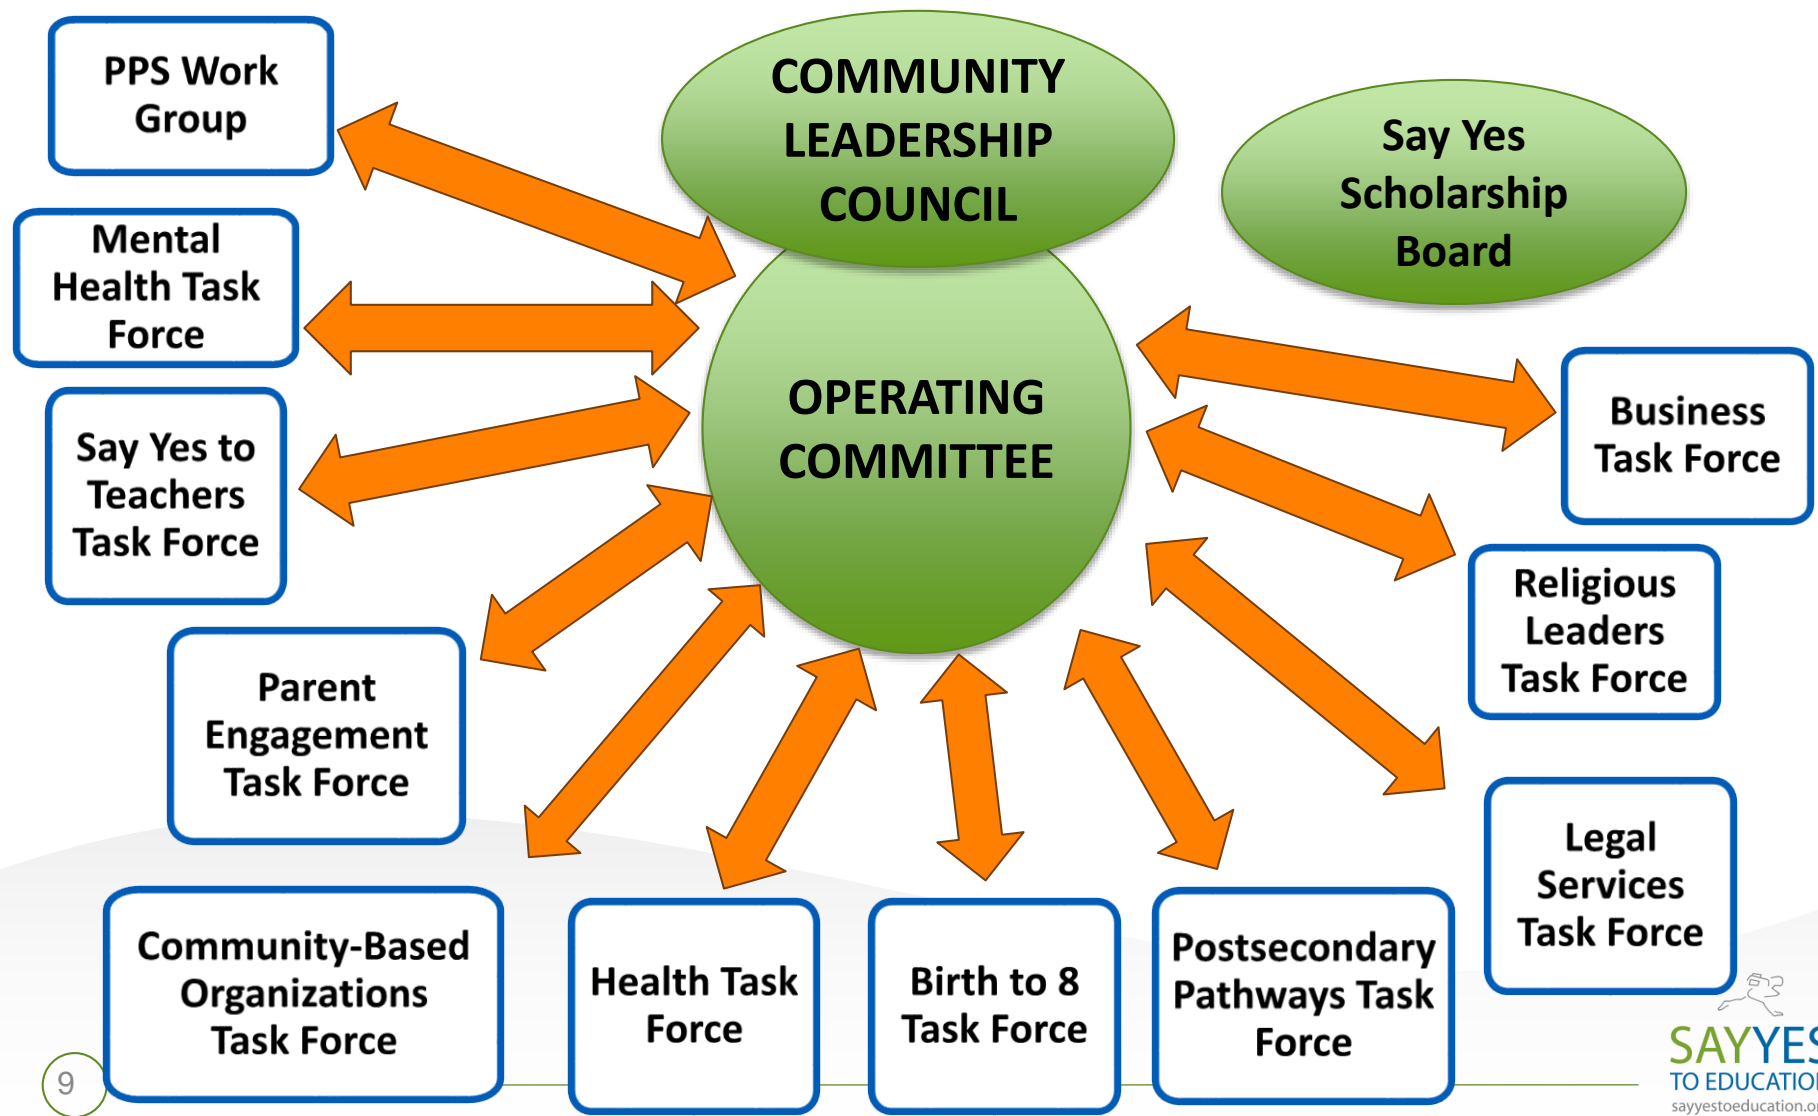 PPS Work
Group
COMMUNITY
LEADERSHIP
COUNCIL
Say Yes
Scholarship
Board
Mental
Health Task
Force
OPERATING
COMMITTEE
Say Yes to
Teachers
Task Force
Business
Task Force
Religious
Leaders
Task Force
Parent
Engagement
Task Force
Legal
Services
Task Force
Community-Based
Organizations
Task Force
Health Task
Force
Birth to 8
Task Force
Postsecondary
Pathways Task
Force
9
SAYYES
TO EDUCATION
sayyestoeducation.or